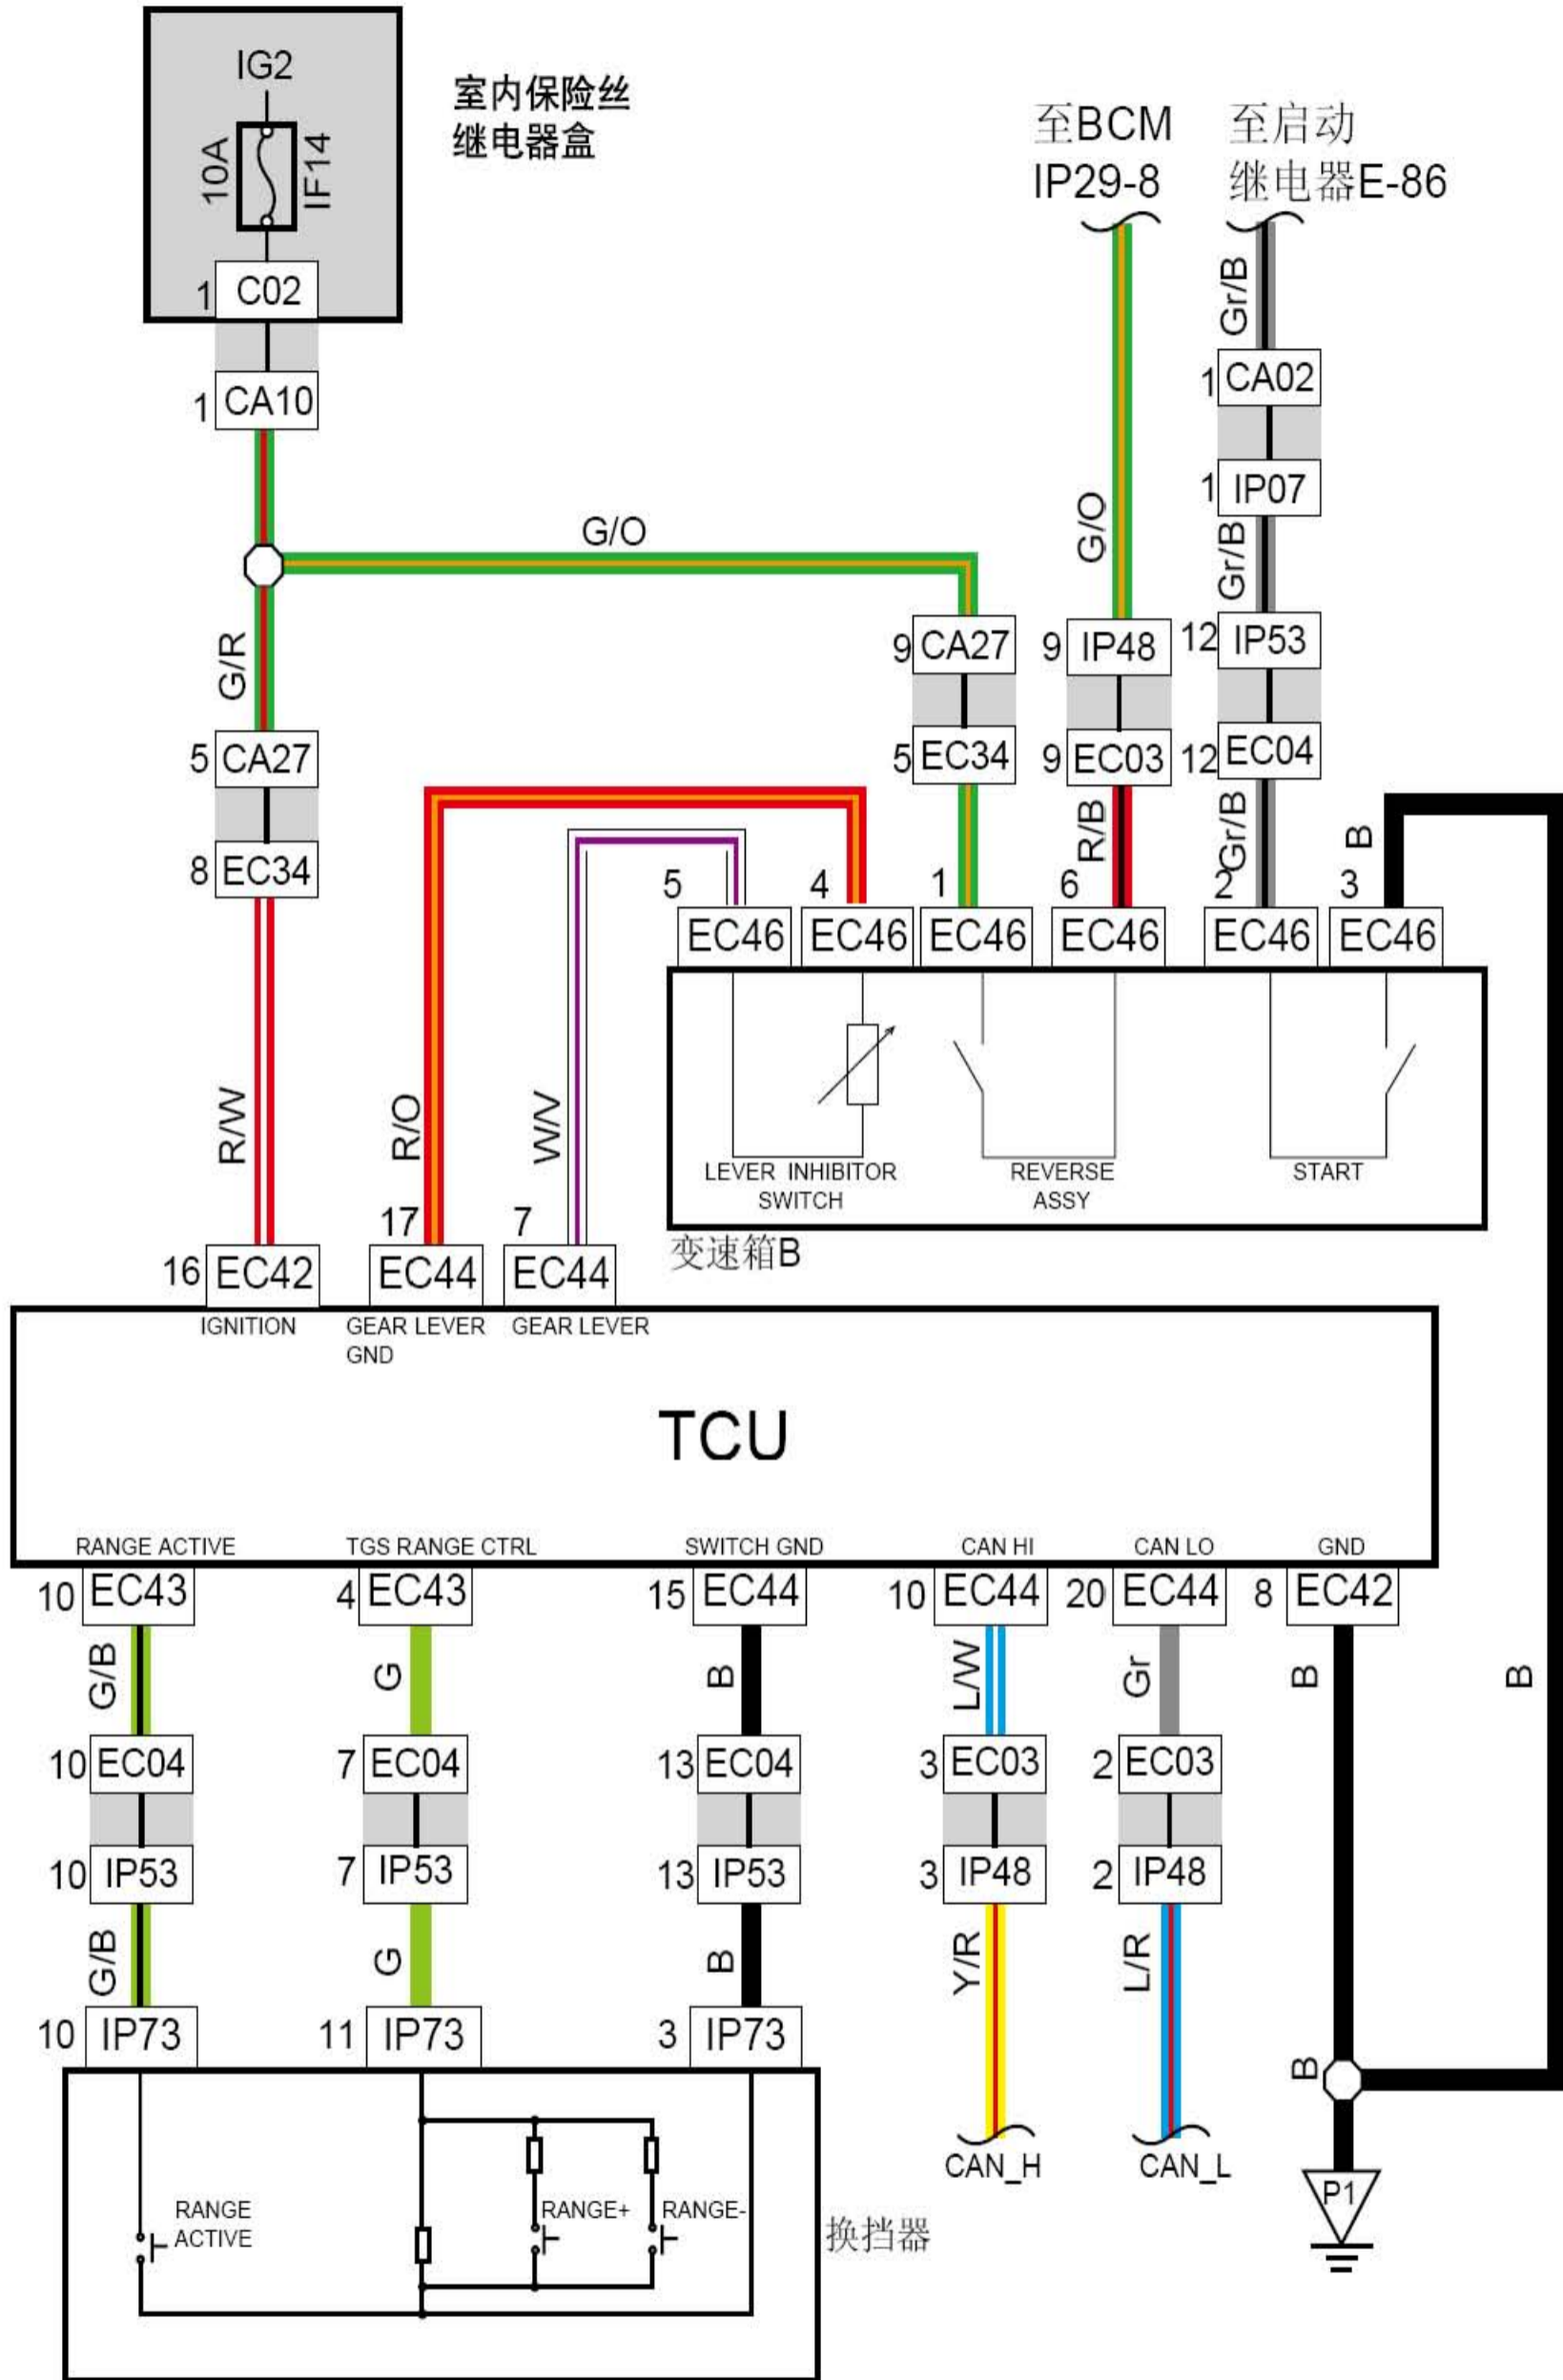 IG2
10A
IF14
室内保险丝
继电器盒
1 C02
1 CA10
至BCM
IP29-8
至启动
继电器E-86
Gr/B
1 CA02
1 IP07
G/O
G/O
Gr/B
G/R
9 CA27
9 IP48
12 IP53
5 CA27
5 EC34
9 EC03
12 EC04
8 EC34
R/B
Gr/B
B
5
4
1
6
2
3
EC46
EC46
EC46
EC46
EC46
EC46
R/W
R/O
W/V
LEVER INHIBITOR
SWITCH
REVERSE
ASSY
START
变速箱B
16 EC42
17
EC44
7
EC44
IGNITION
GEAR LEVER
GND
GEAR LEVER
TCU
RANGE ACTIVE
TGS RANGE CTRL
SWITCH GND
CAN HI
CAN LO
GND
10 EC43
4 EC43
15 EC44
10 EC44
20 EC44
8 EC42
G/B
G
B
L/W
Gr
B
B
10 EC04
7 EC04
13 EC04
3 EC03
2 EC03
10 IP53
7 IP53
13 IP53
3 IP48
2 IP48
G/B
G
B
Y/R
L/R
10 IP73
11 IP73
3 IP73
B
CAN_H
CAN_L
P1
RANGE
ACTIVE
RANGE+
RANGE-
换挡器